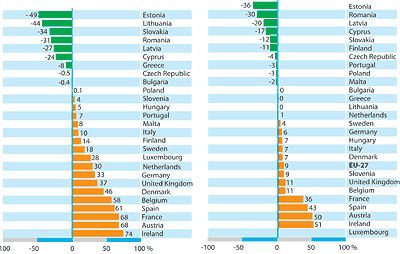 -49 Estonia
-44 Lithuania
-34 Slovakia
-31 Romania
-27 Latvia
-24 Cyprus
-8 Greece
-0.5 Czech Republic
-0.4 Bulgaria
0.1 Poland
4 Slovenia
5 Hungary
7 Portugal
8 Malta
10 Italy
14 Finland
18 Sweden
28 Luxembourg
30 Netherlands
33 Germany
37 United Kingdom
46 Denmark
58 Belgium
61 Spain
68 France
68 Austria
74 Ireland
-100 -50 0 50 100 %
-36 Estonia
-30 Romania
-20 Latvia
-17 Cyprus
-12 Slovakia
-11 Finland
-4 Czech Republic
-3 Portugal
-3 Poland
-2 Malta
0 Bulgaria
0 Greece
0 Lithuania
1 Netherlands
4 Sweden
6 Germany
7 Hungary
7 Italy
7 Denmark
9 EU-27
9 Slovenia
11 United Kingdom
11 Belgium
36 France
43 Spain
50 Austria
51 Ireland
Luxembourg
-100 -50 0 50 100 %